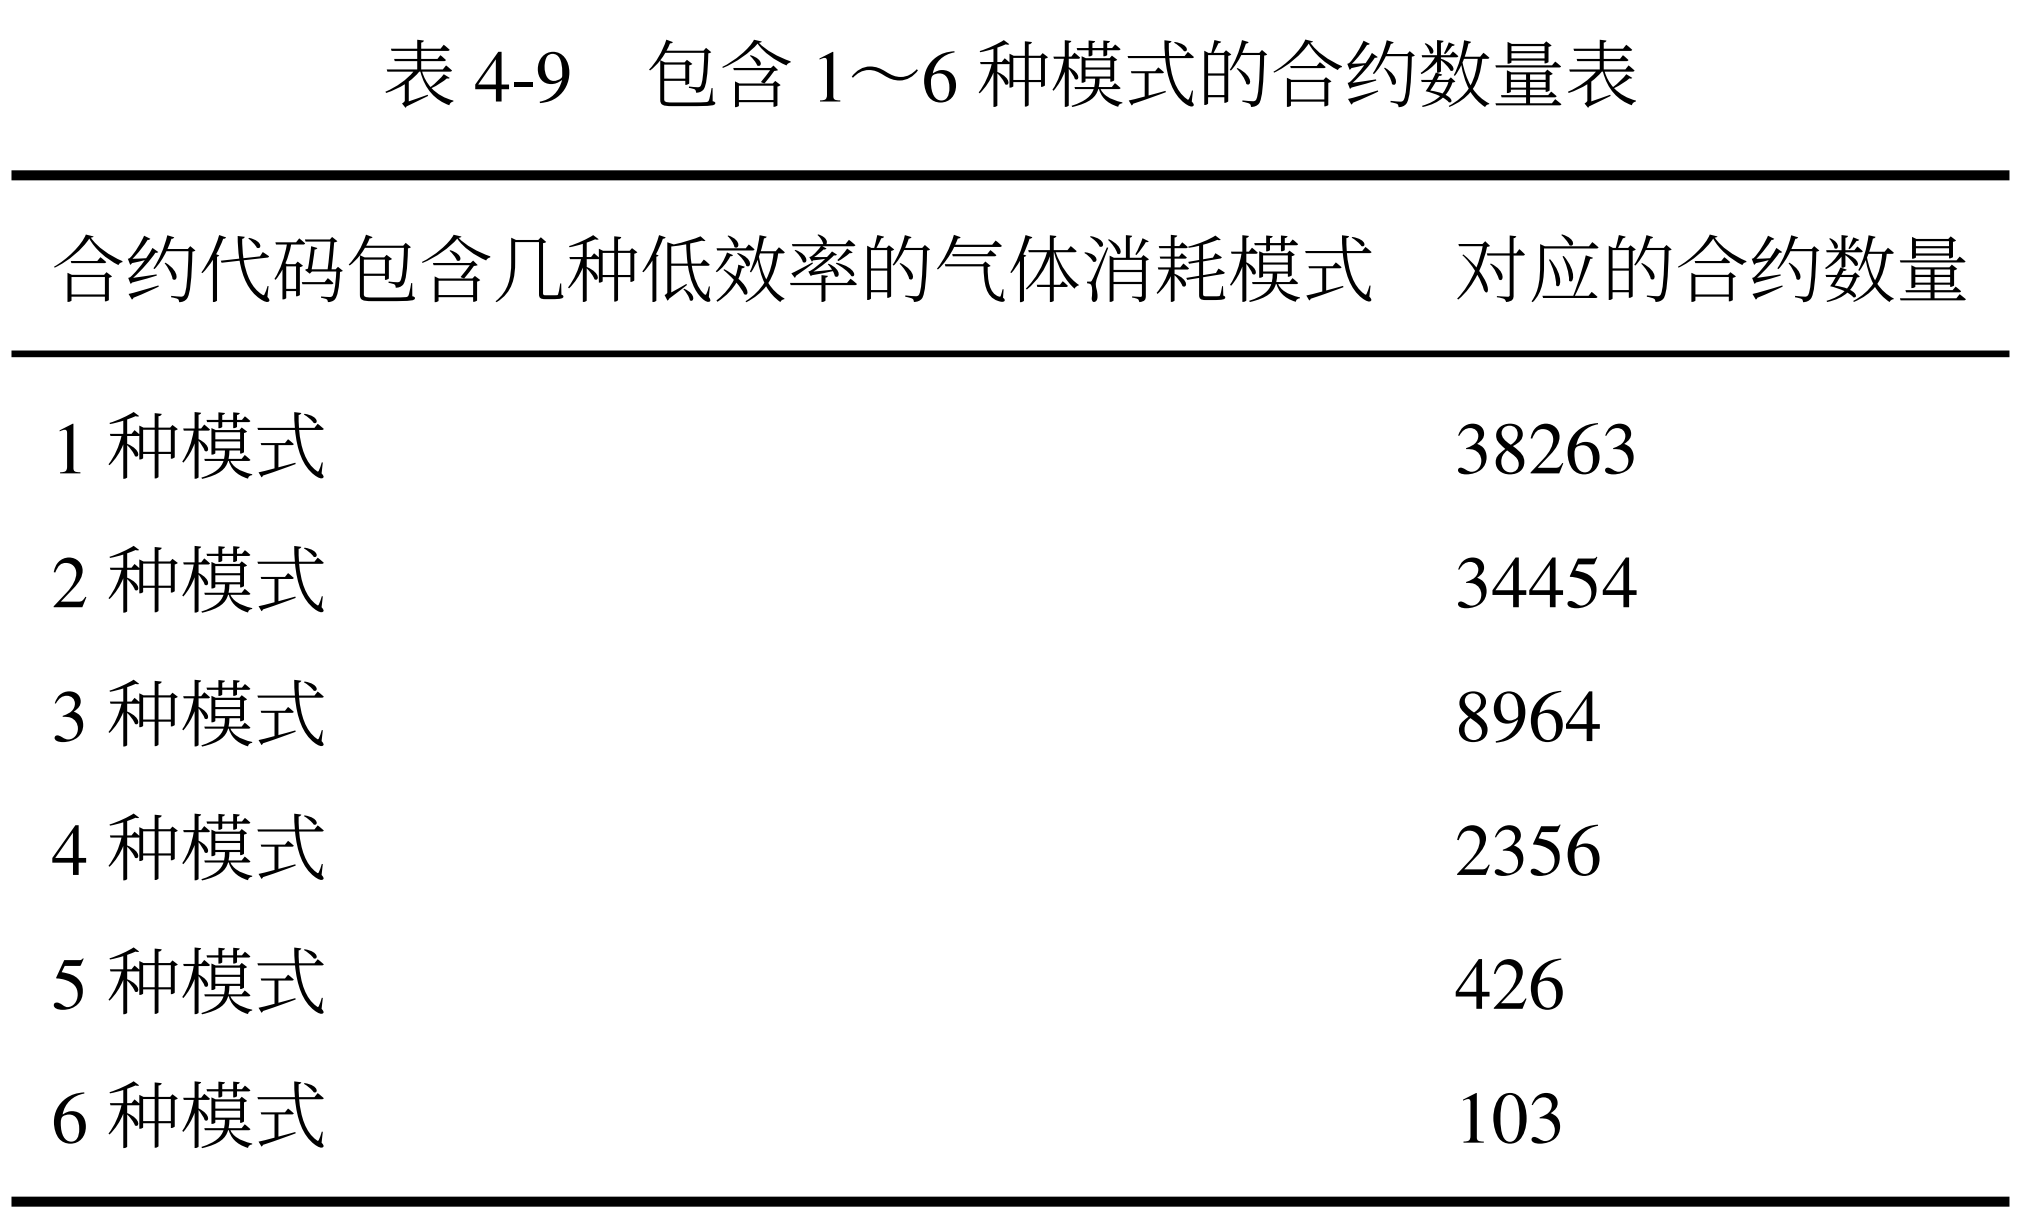 表 4-9 包含 1～6 种模式的合约数量表
合约代码包含几种低效率的气体消耗模式 对应的合约数量
1 种模式 38263
2 种模式 34454
3 种模式 8964
4 种模式 2356
5 种模式 426
6 种模式 103